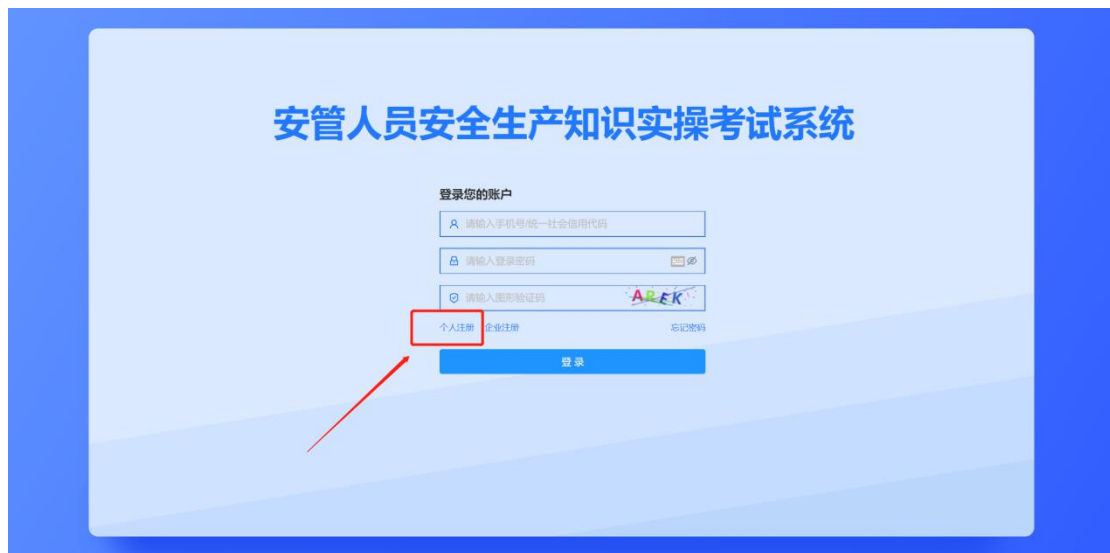 安管人员安全生产知识实操考试系统
登录您的账户
请输入手机号/统一社会信用代码
请输入登录密码
请输入图形验证码 AREK
个人注册 企业注册 忘记密码
登 录